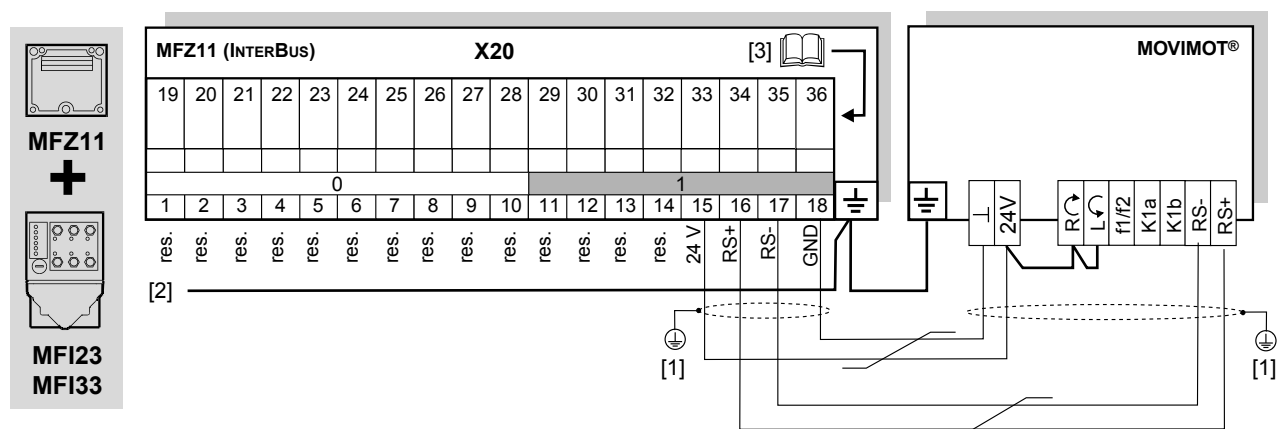 MFZ11 (INTERBUS) X20 [3]
MOVIMOT®
19 20 21 22 23 24 25 26 27 28 29 30 31 32 33 34 35 36
MFZ11
+
0 1
1 2 3 4 5 6 7 8 9 10 11 12 13 14 15 16 17 18
res. res. res. res. res. res. res. res. res. res. res. res. res. res. 24 V RS+ RS- GND
⊥ 24V R L f1/f2 K1a K1b RS- RS+
[2]
[1] [1]
MFI23
MFI33